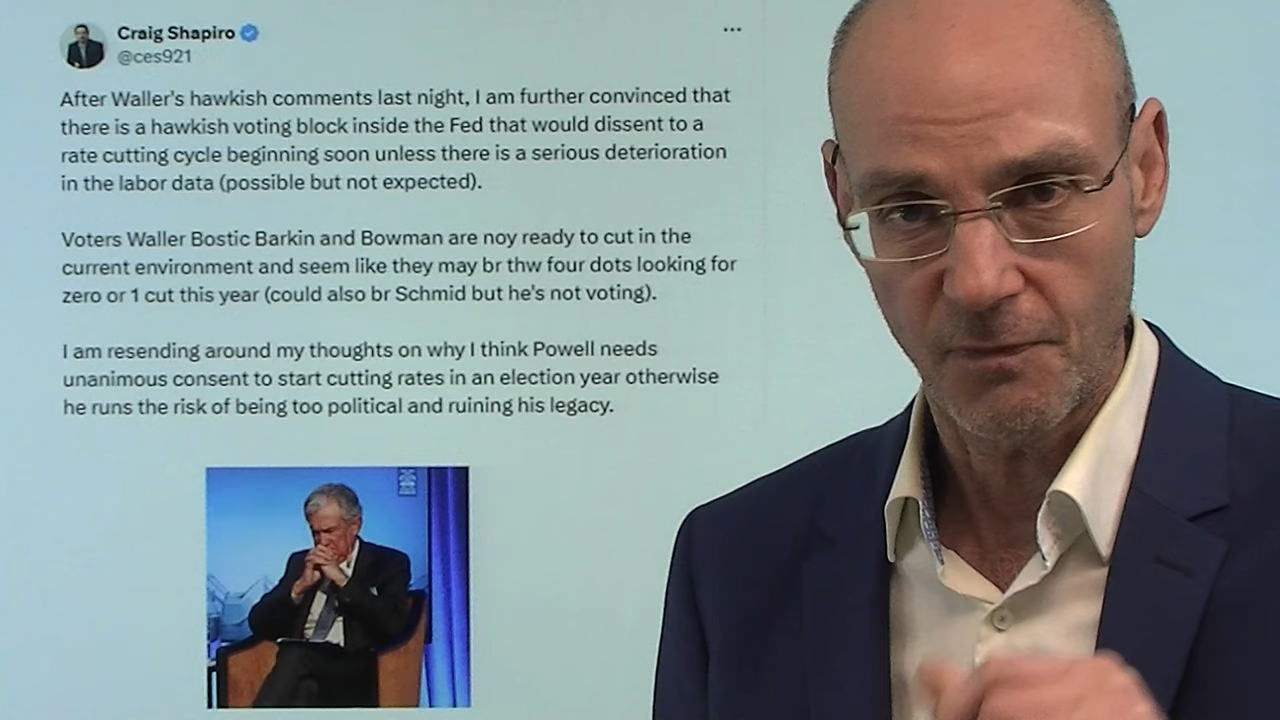 Craig Shapiro
@ces921
After Waller's hawkish comments last night, I am further convinced that
there is a hawkish voting block inside the Fed that would dissent to a
rate cutting cycle beginning soon unless there is a serious deterioration
in the labor data (possible but not expected).
Voters Waller Bostic Barkin and Bowman are noy ready to cut in the
current environment and seem like they may br thw four dots looking for
zero or 1 cut this year (could also br Schmid but he's not voting).
I am resending around my thoughts on why I think Powell needs
unanimous consent to start cutting rates in an election year otherwise
he runs the risk of being too political and ruining his legacy.